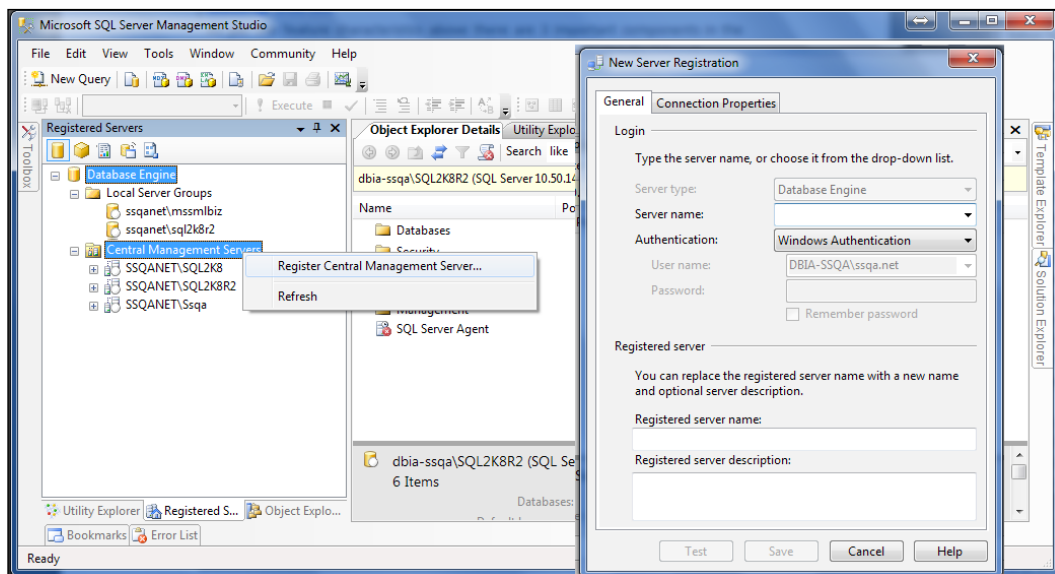 Microsoft SQL Server Management Studio
File Edit View Tools Window Community Help
New Query
Execute
Registered Servers
Database Engine
Local Server Groups
ssqanet\mssmlbiz
ssqanet\sql2k8r2
Central Management Servers
SSQANET\SQL2K8
SSQANET\SQL2K8R2
SSQANET\Ssqa
Register Central Management Server...
Refresh
Utility Explorer Registered S... Object Explo...
Bookmarks Error List
Ready
Toolbox
Object Explorer Details Utility Explo
Search like
dbia-ssqa\SQL2K8R2 (SQL Server 10.50.14
Name Po
Databases
Security
Management
SQL Server Agent
dbia-ssqa\SQL2K8R2 (SQL Se
6 Items
Databases:
New Server Registration
General Connection Properties
Login
Type the server name, or choose it from the drop-down list.
Server type: Database Engine
Server name:
Authentication: Windows Authentication
User name: DBIA-SSQA\ssqa.net
Password:
Remember password
Registered server
You can replace the registered server name with a new name
and optional server description.
Registered server name:
Registered server description:
Test Save Cancel Help
Template Explorer
Solution Explorer